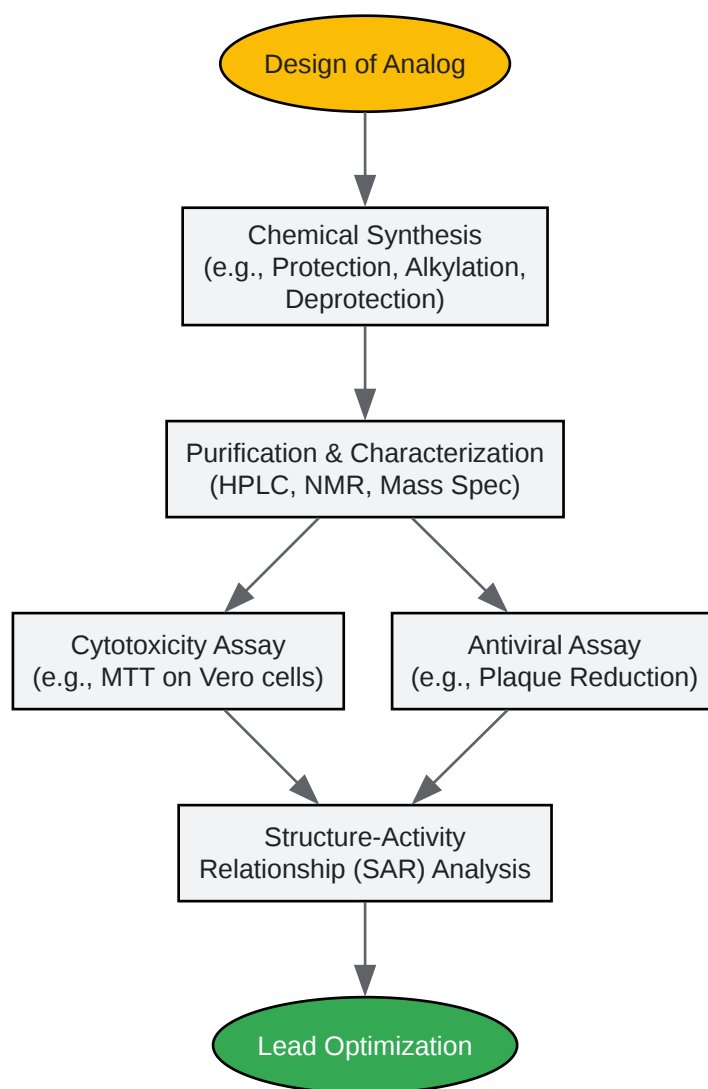 Design of Analog
Chemical Synthesis
(e.g., Protection, Alkylation,
Deprotection)
Purification & Characterization
(HPLC, NMR, Mass Spec)
Cytotoxicity Assay
(e.g., MTT on Vero cells)
Antiviral Assay
(e.g., Plaque Reduction)
Structure-Activity
Relationship (SAR) Analysis
Lead Optimization